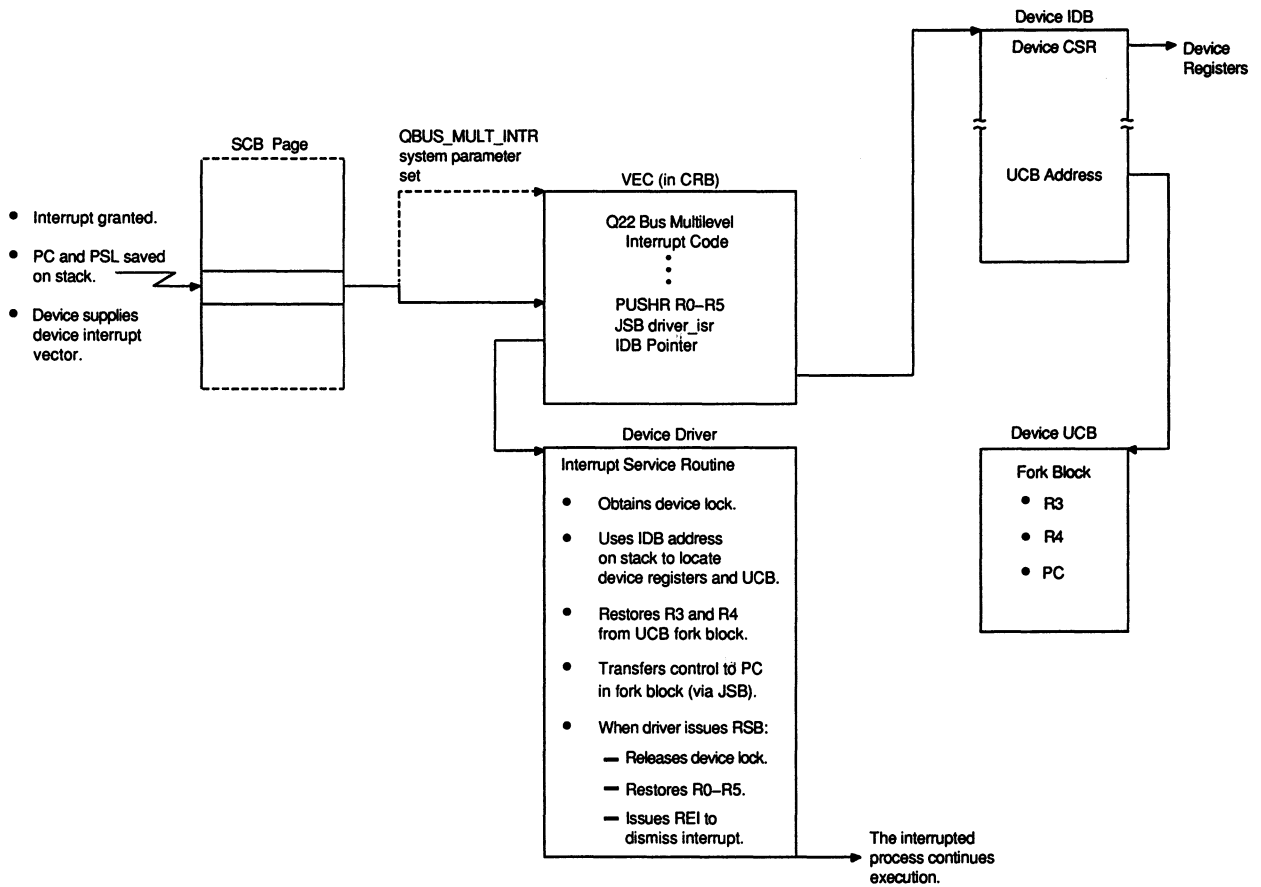 Device IDB
Device CSR
Device
Registers
UCB Address
SCB Page
QBUS_MULT_INTR
system parameter
set
VEC (in CRB)
Q22 Bus Multilevel
Interrupt Code
PUSHR R0–R5
JSB driver_isr
IDB Pointer
• Interrupt granted.
• PC and PSL saved
on stack.
• Device supplies
device interrupt
vector.
Device Driver
Interrupt Service Routine
• Obtains device lock.
• Uses IDB address
on stack to locate
device registers and UCB.
• Restores R3 and R4
from UCB fork block.
• Transfers control to PC
in fork block (via JSB).
• When driver issues RSB:
— Releases device lock.
— Restores R0–R5.
— Issues REI to
dismiss interrupt.
Device UCB
Fork Block
• R3
• R4
• PC
The interrupted
process continues
execution.